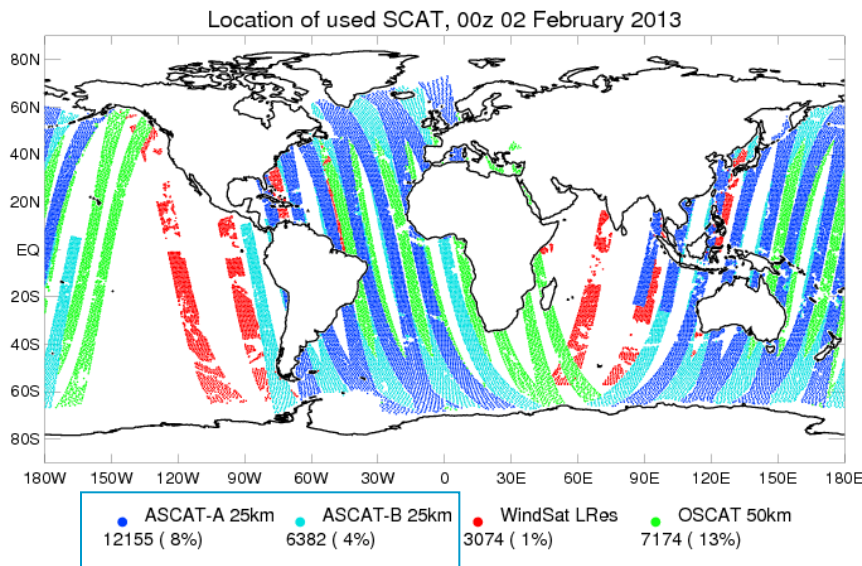 Location of used SCAT, 00z 02 February 2013
80N
60N
40N
20N
EQ
20S
40S
60S
80S
180W 150W 120W 90W 60W 30W 0 30E 60E 90E 120E 150E 180E
ASCAT-A 25km ASCAT-B 25km WindSat LRes OSCAT 50km
12155 ( 8%) 6382 ( 4%) 3074 ( 1%) 7174 ( 13%)